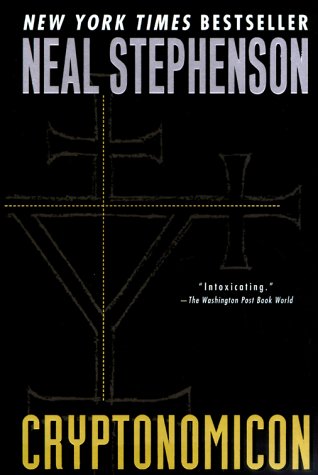 NEW YORK TIMES BESTSELLER
NEAL STEPHENSON
"Intoxicating."
—The Washington Post Book World
CRYPTONOMICON